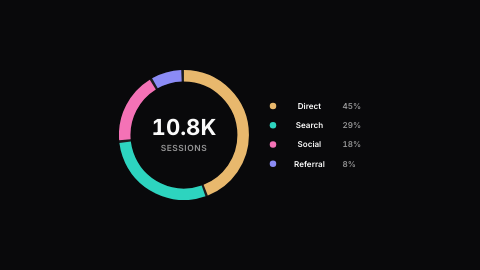 10.8K
SESSIONS
Direct 45%
Search 29%
Social 18%
Referral 8%